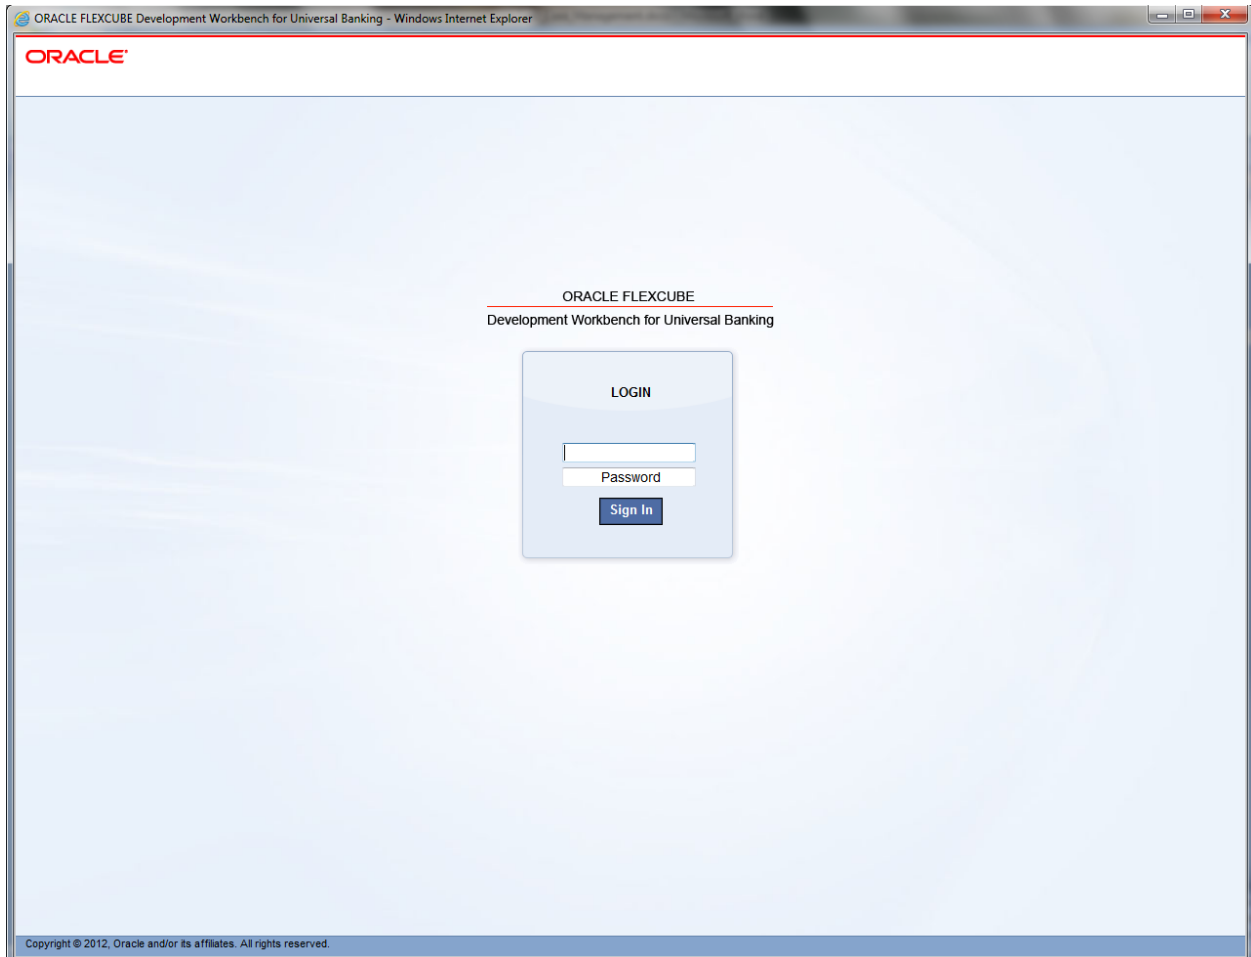 ORACLE FLEXCUBE Development Workbench for Universal Banking - Windows Internet Explorer
ORACLE
ORACLE FLEXCUBE
Development Workbench for Universal Banking
LOGIN
Password
Sign In
Copyright © 2012, Oracle and/or its affiliates. All rights reserved.